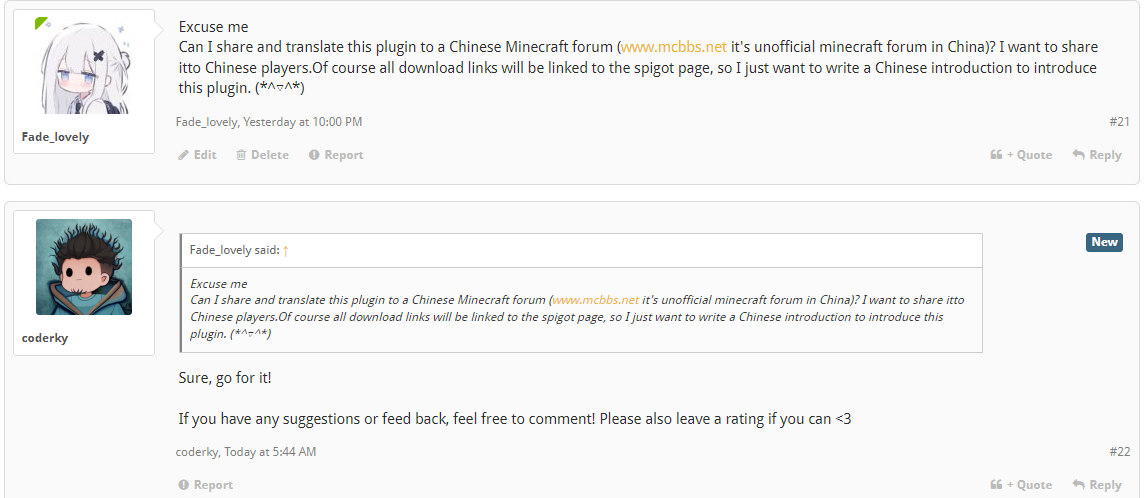 Excuse me
Can I share and translate this plugin to a Chinese Minecraft forum (www.mcbbs.net it's unofficial minecraft forum in China)? I want to share
itto Chinese players.Of course all download links will be linked to the spigot page, so I just want to write a Chinese introduction to introduce
this plugin. (*^▽^*)
Fade_lovely
Fade_lovely, Yesterday at 10:00 PM #21
Edit Delete Report + Quote Reply
New
Fade_lovely said: ↑
Excuse me
Can I share and translate this plugin to a Chinese Minecraft forum (www.mcbbs.net it's unofficial minecraft forum in China)? I want to share itto
Chinese players.Of course all download links will be linked to the spigot page, so I just want to write a Chinese introduction to introduce this
plugin. (*^▽^*)
coderky
Sure, go for it!
If you have any suggestions or feed back, feel free to comment! Please also leave a rating if you can <3
coderky, Today at 5:44 AM #22
Report + Quote Reply